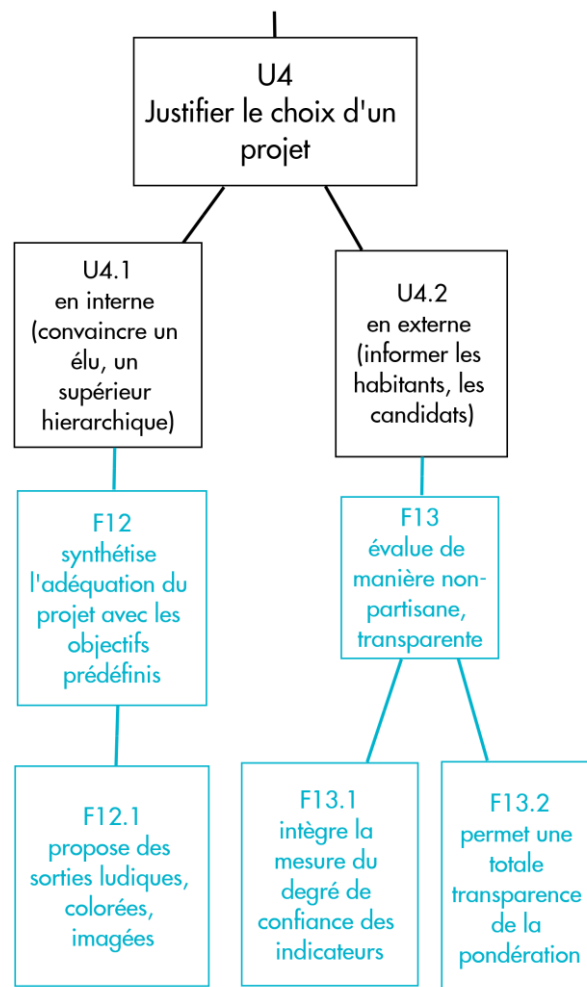 U4
Justifier le choix d'un
projet
U4.1
en interne
(convaincre un
élu, un
supérieur
hierarchique)
U4.2
en externe
(informer les
habitants, les
candidats)
F12
synthétise
l'adéquation du
projet avec les
objectifs
prédéfinis
F13
évalue de
manière non-
partisane,
transparente
F12.1
propose des
sorties ludiques,
colorées,
imagées
F13.1
intègre la
mesure du
degré de
confiance des
indicateurs
F13.2
permet une
totale
transparence
de la
pondération